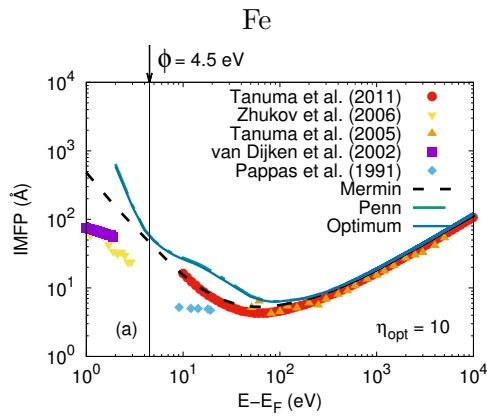 Fe
ϕ = 4.5 eV
10⁴
10³
10²
10¹
10⁰
IMFP (Å)
Tanuma et al. (2011)
Zhukov et al. (2006)
Tanuma et al. (2005)
van Dijken et al. (2002)
Pappas et al. (1991)
Mermin
Penn
Optimum
(a)
η_opt = 10
10⁰ 10¹ 10² 10³ 10⁴
E−E_F (eV)